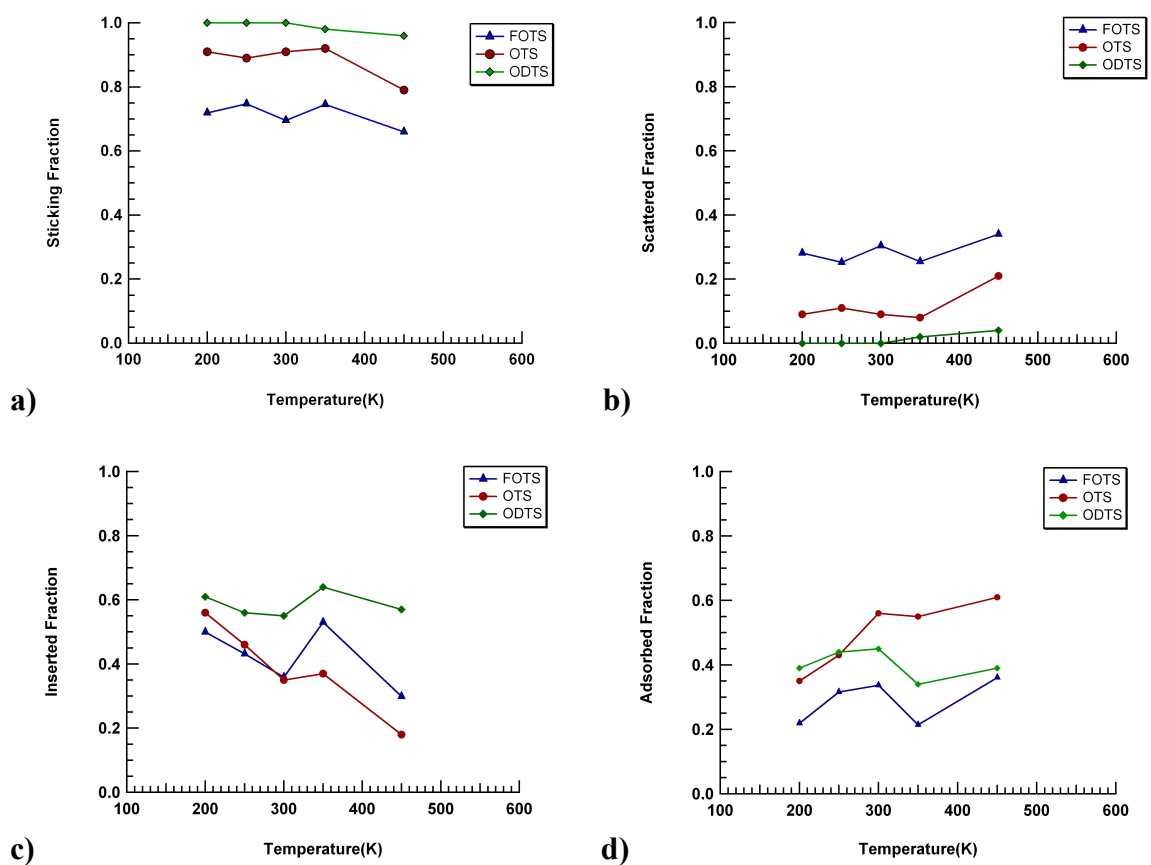 1.0
0.8
0.6
0.4
0.2
0.0
100
200
300
400
500
600
Sticking Fraction
Temperature(K)
FOTS
OTS
ODTS
a)
1.0
0.8
0.6
0.4
0.2
0.0
100
200
300
400
500
600
Scattered Fraction
Temperature(K)
FOTS
OTS
ODTS
b)
1.0
0.8
0.6
0.4
0.2
0.0
100
200
300
400
500
600
Inserted Fraction
Temperature(K)
FOTS
OTS
ODTS
c)
1.0
0.8
0.6
0.4
0.2
0.0
100
200
300
400
500
600
Adsorbed Fraction
Temperature(K)
FOTS
OTS
ODTS
d)